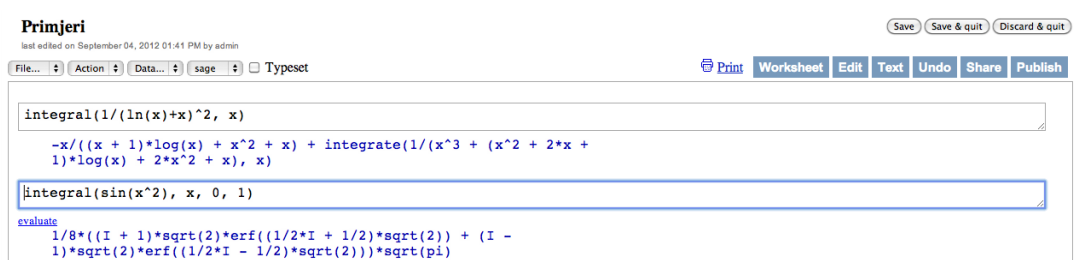 Primjeri
Save Save & quit Discard & quit
last edited on September 04, 2012 01:41 PM by admin
File... Action Data... sage Typeset Print Worksheet Edit Text Undo Share Publish
integral(1/(ln(x)+x)^2, x)
-x/((x + 1)*log(x) + x^2 + x) + integrate(1/(x^3 + (x^2 + 2*x +
1)*log(x) + 2*x^2 + x), x)
integral(sin(x^2), x, 0, 1)
evaluate
1/8*((I + 1)*sqrt(2)*erf((1/2*I + 1/2)*sqrt(2)) + (I -
1)*sqrt(2)*erf((1/2*I - 1/2)*sqrt(2)))*sqrt(pi)